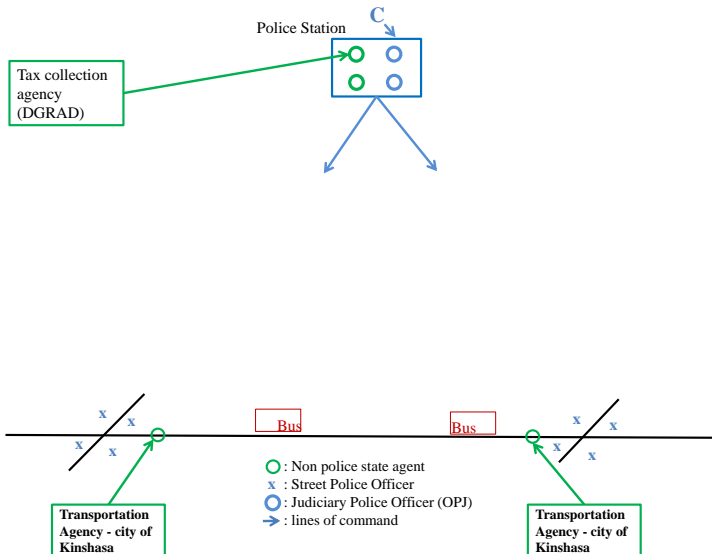 C
Police Station
Tax collection
agency
(DGRAD)
x
x
x
x
Bus
Bus
x
x
x
x
: Non police state agent
x : Street Police Officer
: Judiciary Police Officer (OPJ)
: lines of command
Transportation
Agency - city of
Kinshasa
Transportation
Agency - city of
Kinshasa